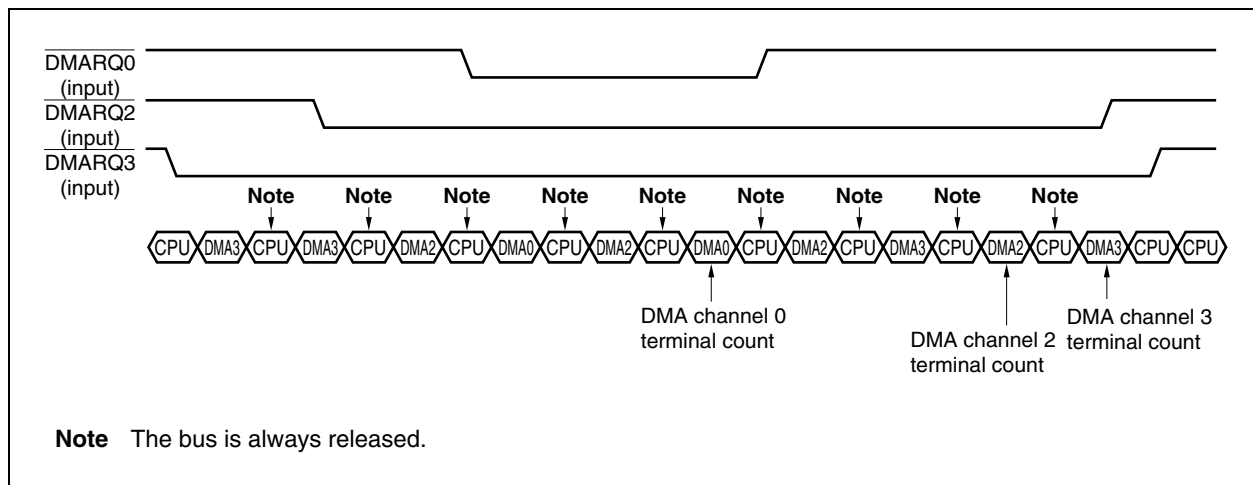 DMARQ0
(input)
DMARQ2
(input)
DMARQ3
(input)
Note Note Note Note Note Note Note Note Note
CPU DMA3 CPU DMA3 CPU DMA2 CPU DMA0 CPU DMA2 CPU DMA0 CPU DMA2 CPU DMA3 CPU DMA2 CPU DMA3 CPU CPU
DMA channel 0
terminal count
DMA channel 2
terminal count
DMA channel 3
terminal count
Note The bus is always released.